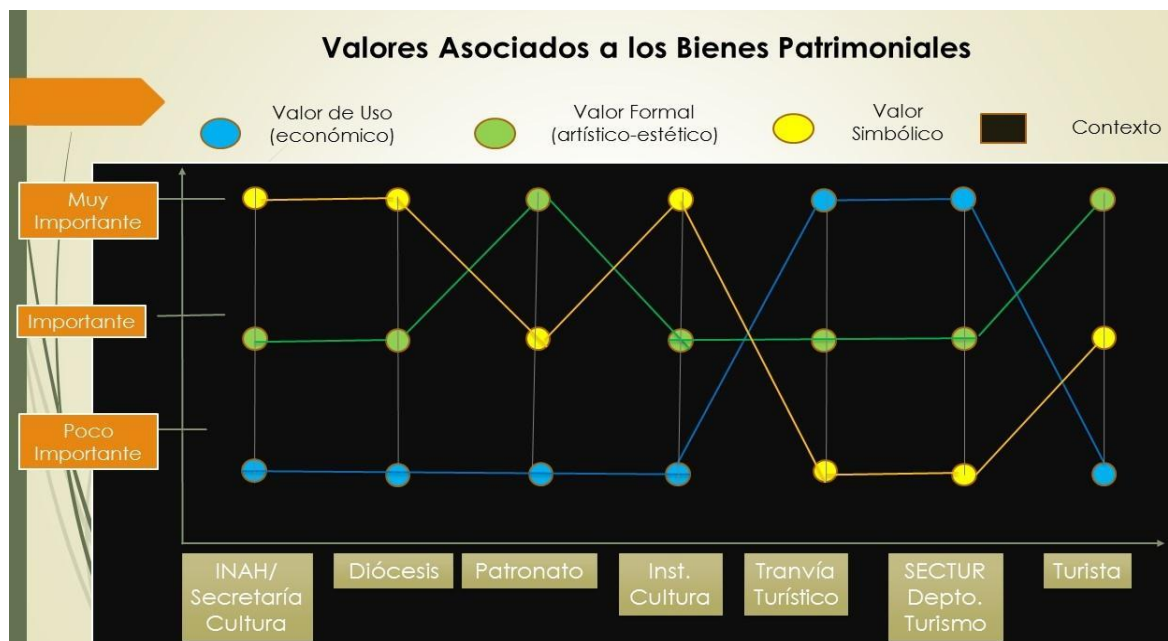 Valores Asociados a los Bienes Patrimoniales
Valor de Uso
(económico)
Valor Formal
(artístico-estético)
Valor
Simbólico
Contexto
Muy
Importante
Importante
Poco
Importante
INAH/
Secretaría
Cultura
Diócesis
Patronato
Inst.
Cultura
Tranvía
Turístico
SECTUR
Depto.
Turismo
Turista